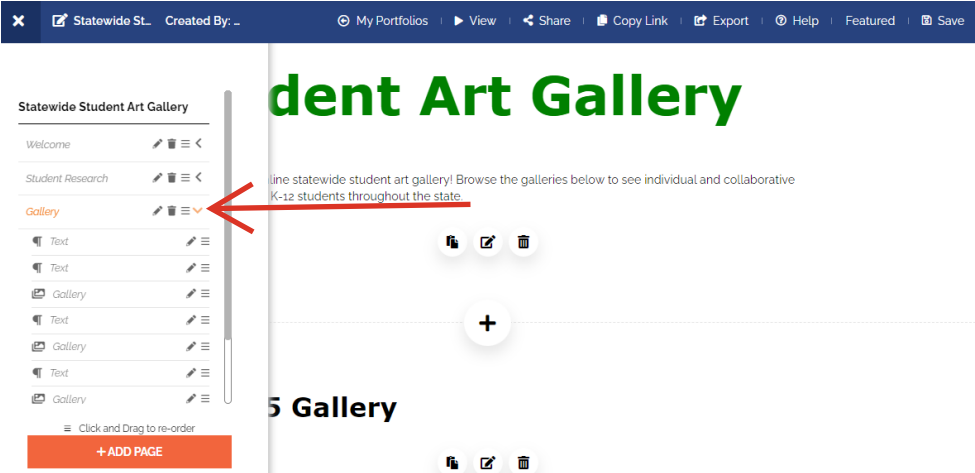 Statewide St... Created By: ... My Portfolios View Share Copy Link Export Help Featured Save
Statewide Student Art Gallery
Welcome
Student Research
Gallery
Text
Text
Gallery
Text
Gallery
Text
Gallery
Click and Drag to re-order
+ ADD PAGE
dent Art Gallery
line statewide student art gallery! Browse the galleries below to see individual and collaborative
K-12 students throughout the state.
5 Gallery